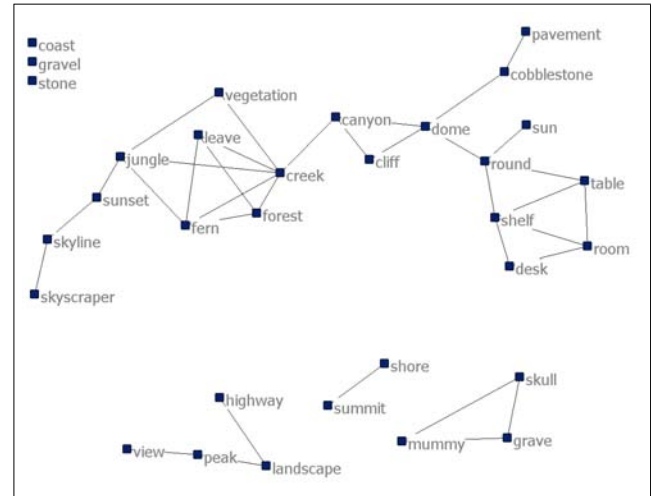 coast
gravel
stone
pavement
cobblestone
vegetation
canyon
dome
sun
leave
jungle
cliff
round
creek
table
sunset
forest
shelf
fern
skyline
room
desk
skyscraper
shore
skull
highway
summit
mummy
grave
view
peak
landscape